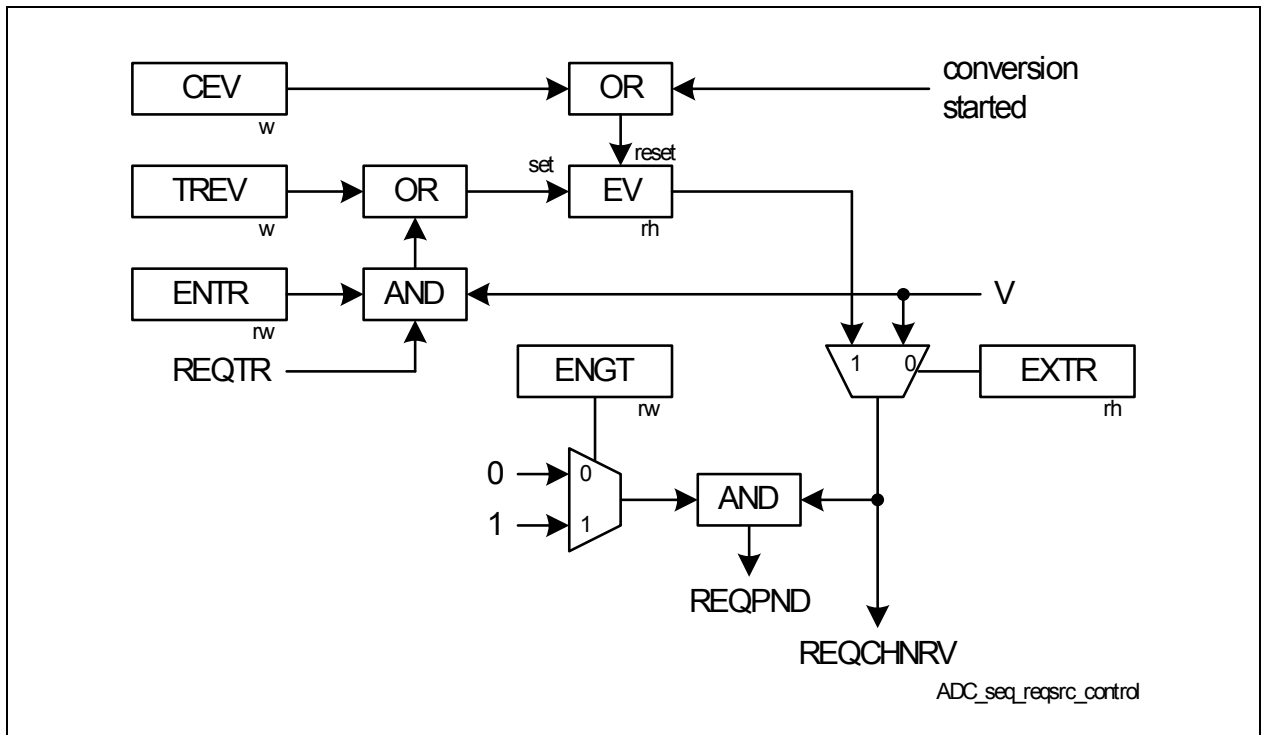 CEV
w
OR
conversion
started
TREV
w
OR
set
reset
EV
rh
ENTR
rw
AND
V
REQTR
ENGT
rw
1
0
EXTR
rh
0
0
1
1
AND
REQPND
REQCHNRV
ADC_seq_reqsrc_control